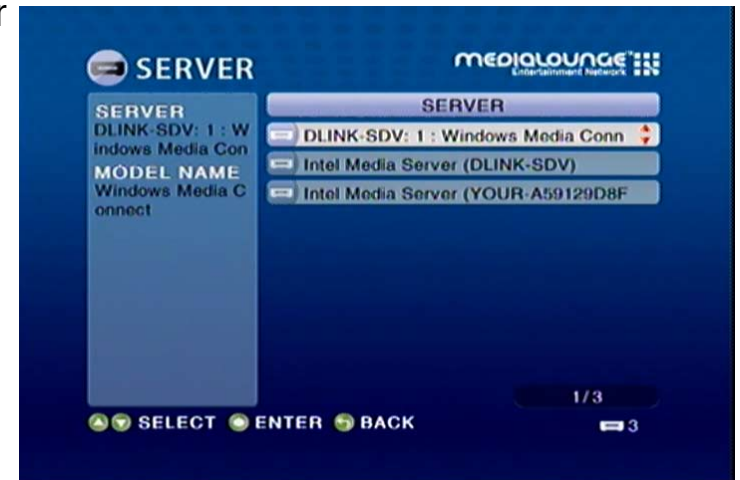 r
SERVER
MEDIALOUNGE™
Entertainment Network
SERVER
DLINK-SDV: 1 : W
indows Media Con
MODEL NAME
Windows Media C
onnect
SERVER
DLINK-SDV: 1 : Windows Media Conn
Intel Media Server (DLINK-SDV)
Intel Media Server (YOUR-A59129D8F
1/3
SELECT ENTER BACK
3